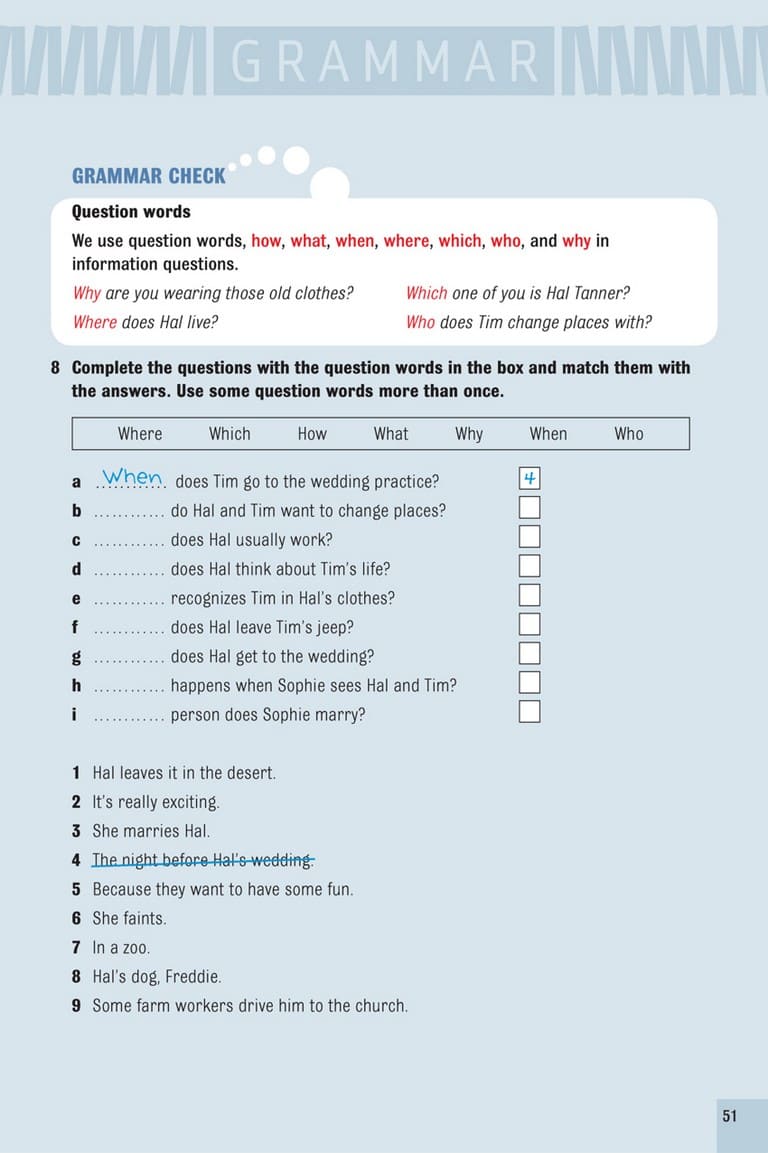 GRAMMAR
GRAMMAR CHECK
Question words
We use question words, how, what, when, where, which, who, and why in
information questions.
Why are you wearing those old clothes? Which one of you is Hal Tanner?
Where does Hal live? Who does Tim change places with?
8 Complete the questions with the question words in the box and match them with
the answers. Use some question words more than once.
Where Which How What Why When Who
a When does Tim go to the wedding practice? 4
b ............ do Hal and Tim want to change places?
c ............ does Hal usually work?
d ............ does Hal think about Tim's life?
e ............ recognizes Tim in Hal's clothes?
f ............ does Hal leave Tim's jeep?
g ............ does Hal get to the wedding?
h ............ happens when Sophie sees Hal and Tim?
i ............ person does Sophie marry?
1 Hal leaves it in the desert.
2 It's really exciting.
3 She marries Hal.
4 The night before Hal's wedding.
5 Because they want to have some fun.
6 She faints.
7 In a zoo.
8 Hal's dog, Freddie.
9 Some farm workers drive him to the church.
51